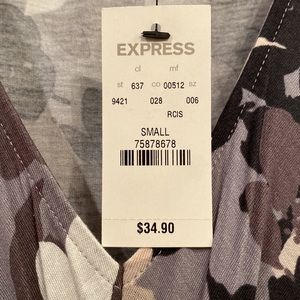 EXPRESS
cl mf
st 637 co 00512 sz
9421 028 006
RCIS
SMALL
75878678
$34.90